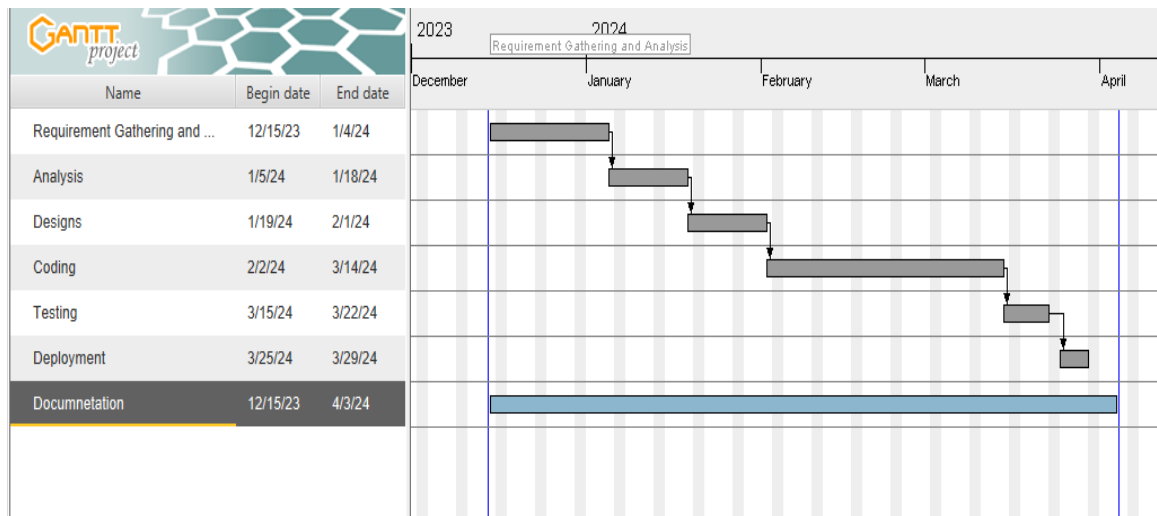 GANTT
project
2023
2024
Requirement Gathering and Analysis
December
January
February
March
April
Name Begin date End date
Requirement Gathering and ... 12/15/23 1/4/24
Analysis 1/5/24 1/18/24
Designs 1/19/24 2/1/24
Coding 2/2/24 3/14/24
Testing 3/15/24 3/22/24
Deployment 3/25/24 3/29/24
Documnetation 12/15/23 4/3/24